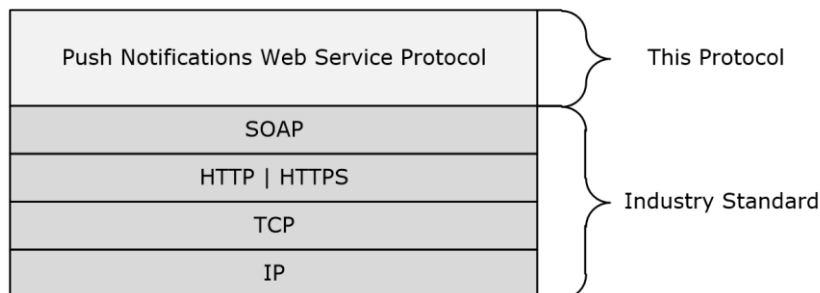 Push Notifications Web Service Protocol
This Protocol
SOAP
HTTP | HTTPS
Industry Standard
TCP
IP